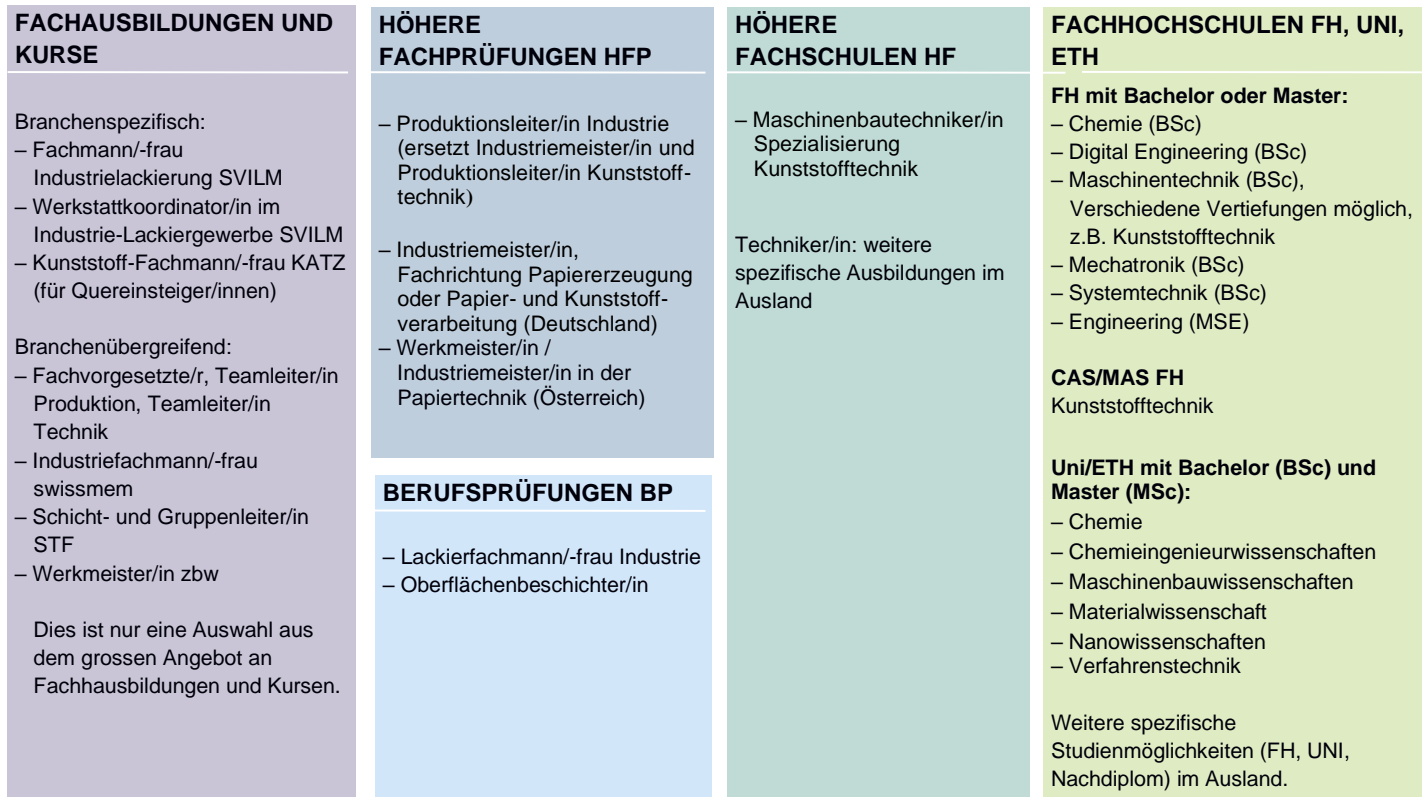 FACHAUSBILDUNGEN UND
KURSE
Branchenspezifisch:
– Fachmann/-frau
Industrielackierung SVILM
– Werkstattkoordinator/in im
Industrie-Lackiergewerbe SVILM
– Kunststoff-Fachmann/-frau KATZ
(für Quereinsteiger/innen)
Branchenübergreifend:
– Fachvorgesetzte/r, Teamleiter/in
Produktion, Teamleiter/in
Technik
– Industriefachmann/-frau
swissmem
– Schicht- und Gruppenleiter/in
STF
– Werkmeister/in zbw
Dies ist nur eine Auswahl aus
dem grossen Angebot an
Fachhausbildungen und Kursen.
HÖHERE
FACHPRÜFUNGEN HFP
– Produktionsleiter/in Industrie
(ersetzt Industriemeister/in und
Produktionsleiter/in Kunststoff-
technik)
– Industriemeister/in,
Fachrichtung Papiererzeugung
oder Papier- und Kunststoff-
verarbeitung (Deutschland)
– Werkmeister/in /
Industriemeister/in in der
Papiertechnik (Österreich)
BERUFSPRÜFUNGEN BP
– Lackierfachmann/-frau Industrie
– Oberflächenbeschichter/in
HÖHERE
FACHSCHULEN HF
– Maschinenbautechniker/in
Spezialisierung
Kunststofftechnik
Techniker/in: weitere
spezifische Ausbildungen im
Ausland
FACHHOCHSCHULEN FH, UNI,
ETH
FH mit Bachelor oder Master:
– Chemie (BSc)
– Digital Engineering (BSc)
– Maschinentechnik (BSc),
Verschiedene Vertiefungen möglich,
z.B. Kunststofftechnik
– Mechatronik (BSc)
– Systemtechnik (BSc)
– Engineering (MSE)
CAS/MAS FH
Kunststofftechnik
Uni/ETH mit Bachelor (BSc) und
Master (MSc):
– Chemie
– Chemieingenieurwissenschaften
– Maschinenbauwissenschaften
– Materialwissenschaft
– Nanowissenschaften
– Verfahrenstechnik
Weitere spezifische
Studienmöglichkeiten (FH, UNI,
Nachdiplom) im Ausland.